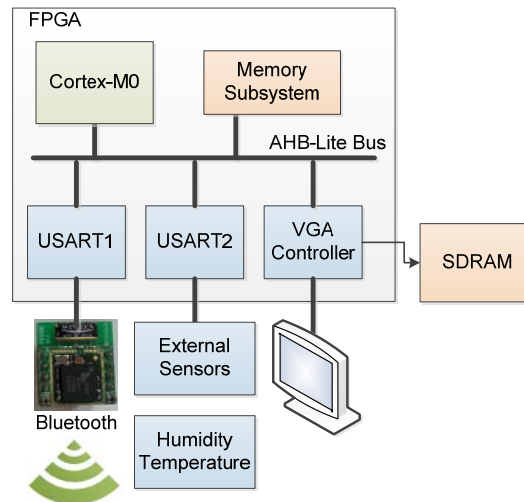 FPGA
Cortex-M0
Memory
Subsystem
AHB-Lite Bus
USART1
USART2
VGA
Controller
SDRAM
External
Sensors
Bluetooth
Humidity
Temperature